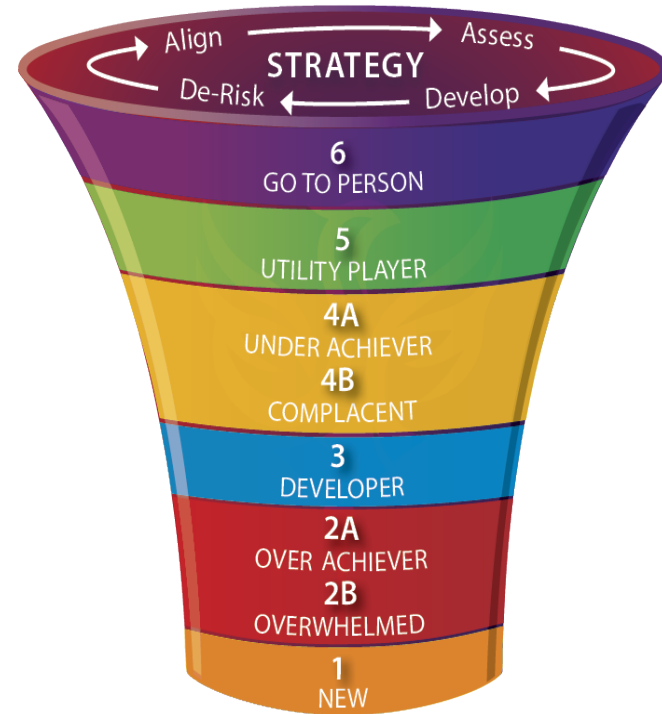 Align Assess
STRATEGY
De-Risk Develop
6
GO TO PERSON
5
UTILITY PLAYER
4A
UNDER ACHIEVER
4B
COMPLACENT
3
DEVELOPER
2A
OVER ACHIEVER
2B
OVERWHELMED
1
NEW